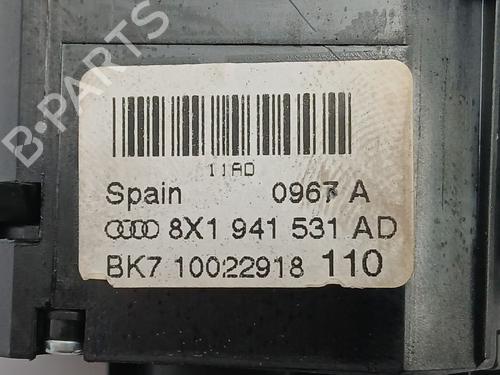 B-PARTS
11AD
Spain 0967 A
8X1 941 531 AD
BK7 10022918 110